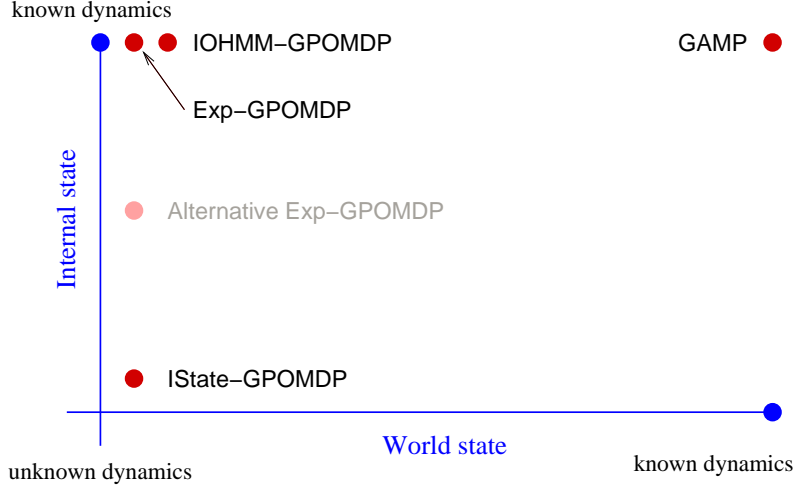 known dynamics
IOHMM−GPOMDP
GAMP
Exp−GPOMDP
Internal state
Alternative Exp−GPOMDP
IState−GPOMDP
World state
unknown dynamics
known dynamics